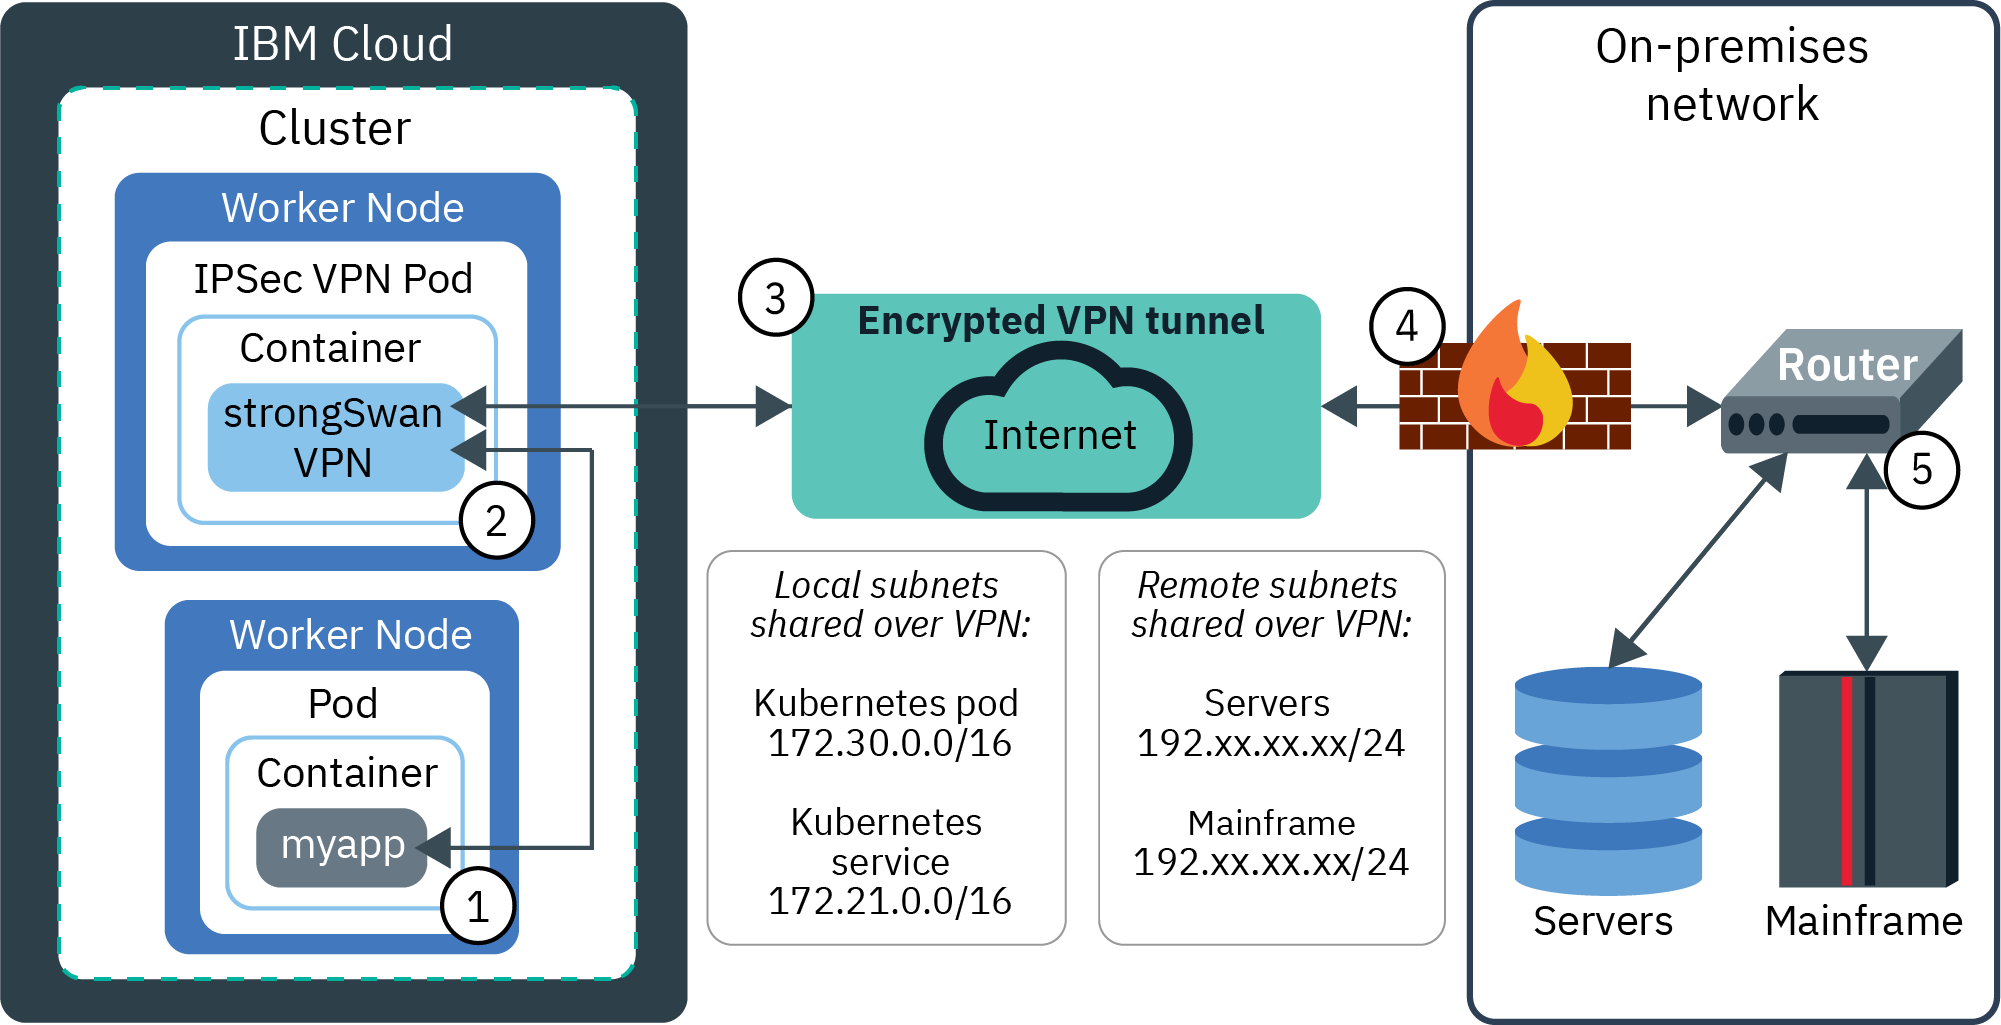 IBM Cloud
Cluster
Worker Node
IPSec VPN Pod
Container
strongSwan
VPN
2
Worker Node
Pod
Container
myapp
1
3
Encrypted VPN tunnel
Internet
Local subnets
shared over VPN:
Kubernetes pod
172.30.0.0/16
Kubernetes
service
172.21.0.0/16
Remote subnets
shared over VPN:
Servers
192.xx.xx.xx/24
Mainframe
192.xx.xx.xx/24
On-premises
network
4
Router
5
Servers
Mainframe